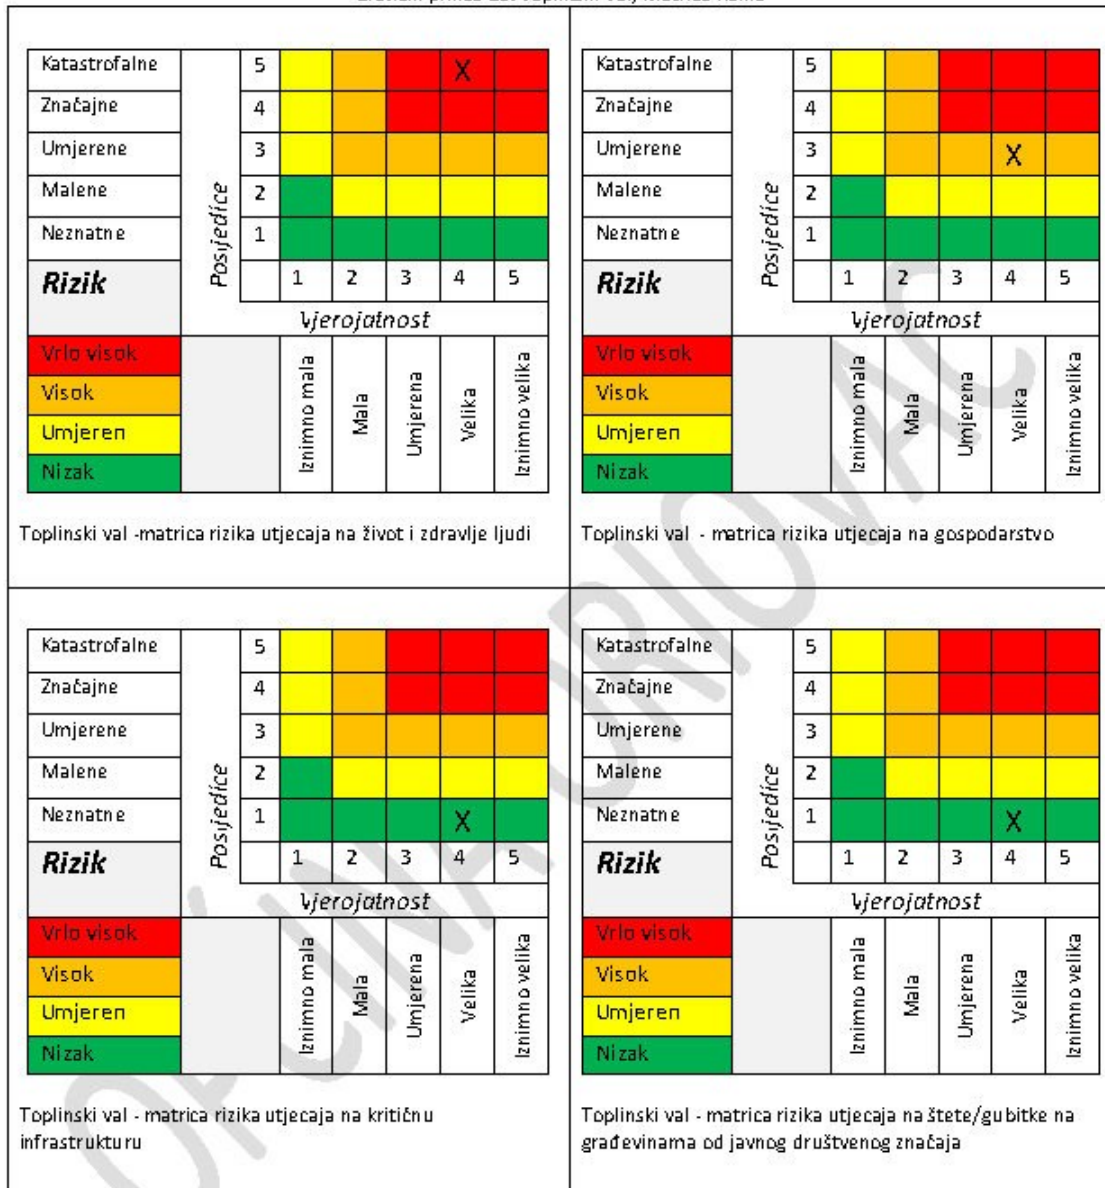 Katastrofalne 5 X
Značajne 4
Umjerene 3
Malene 2
Neznatne 1
Posljedice
Rizik 1 2 3 4 5
Vjerojatnost
Vrlo visok
Visok
Umjeren
Nizak
Iznimno mala
Mala
Umjerena
Velika
Iznimno velika
Toplinski val -matrica rizika utjecaja na život i zdravlje ljudi
Katastrofalne 5
Značajne 4
Umjerene 3 X
Malene 2
Neznatne 1
Posljedice
Rizik 1 2 3 4 5
Vjerojatnost
Vrlo visok
Visok
Umjeren
Nizak
Iznimno mala
Mala
Umjerena
Velika
Iznimno velika
Toplinski val - matrica rizika utjecaja na gospodarstvo
Katastrofalne 5
Značajne 4
Umjerene 3
Malene 2
Neznatne 1 X
Posljedice
Rizik 1 2 3 4 5
Vjerojatnost
Vrlo visok
Visok
Umjeren
Nizak
Iznimno mala
Mala
Umjerena
Velika
Iznimno velika
Toplinski val - matrica rizika utjecaja na kritičnu
infrastrukturu
Katastrofalne 5
Značajne 4
Umjerene 3
Malene 2
Neznatne 1 X
Posljedice
Rizik 1 2 3 4 5
Vjerojatnost
Vrlo visok
Visok
Umjeren
Nizak
Iznimno mala
Mala
Umjerena
Velika
Iznimno velika
Toplinski val - matrica rizika utjecaja na štete/gubitke na
građevinama od javnog društvenog značaja
OPĆINA ORIOVAC